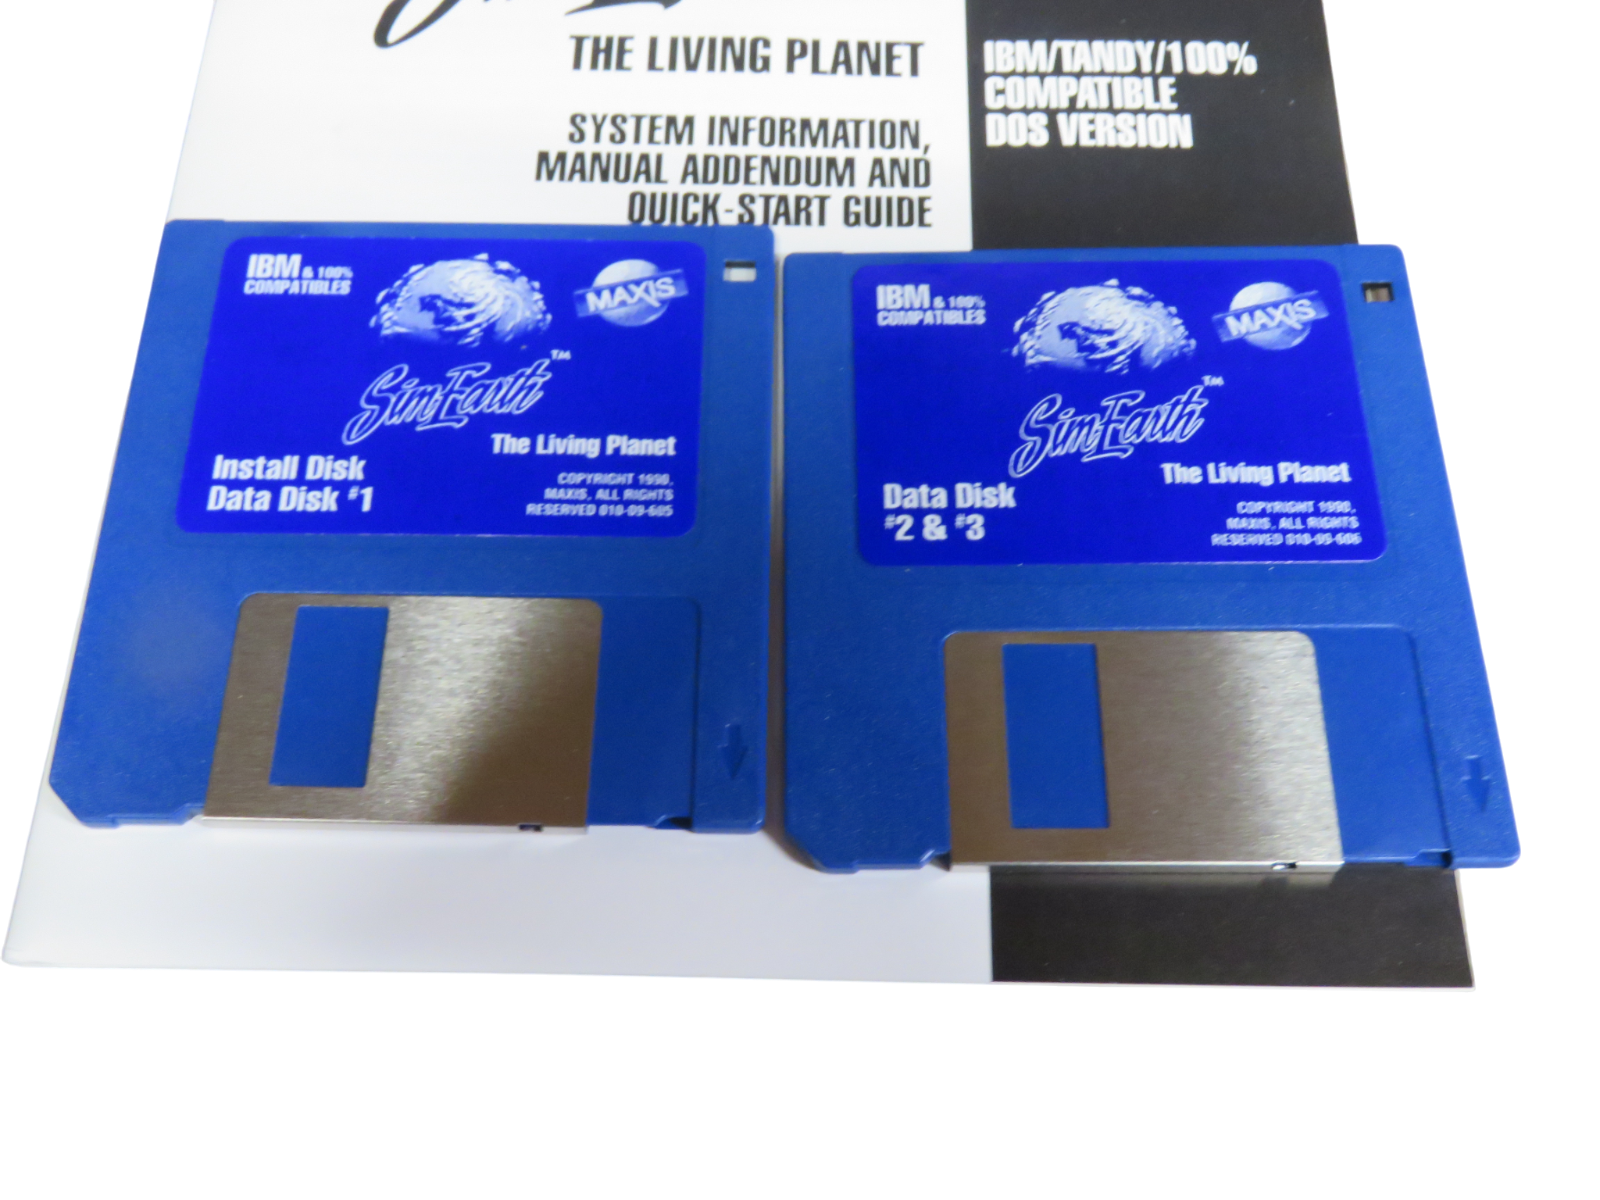 THE LIVING PLANET
SYSTEM INFORMATION,
MANUAL ADDENDUM AND
QUICK-START GUIDE
IBM/TANDY/100%
COMPATIBLE
DOS VERSION
IBM & 100%
COMPATIBLES
MAXIS
SimEarth™
The Living Planet
Install Disk
Data Disk #1
COPYRIGHT 1990,
MAXIS, ALL RIGHTS
RESERVED 010-09-605
IBM & 100%
COMPATIBLES
MAXIS
SimEarth™
The Living Planet
Data Disk
#2 & #3
COPYRIGHT 1990,
MAXIS, ALL RIGHTS
RESERVED 010-09-606